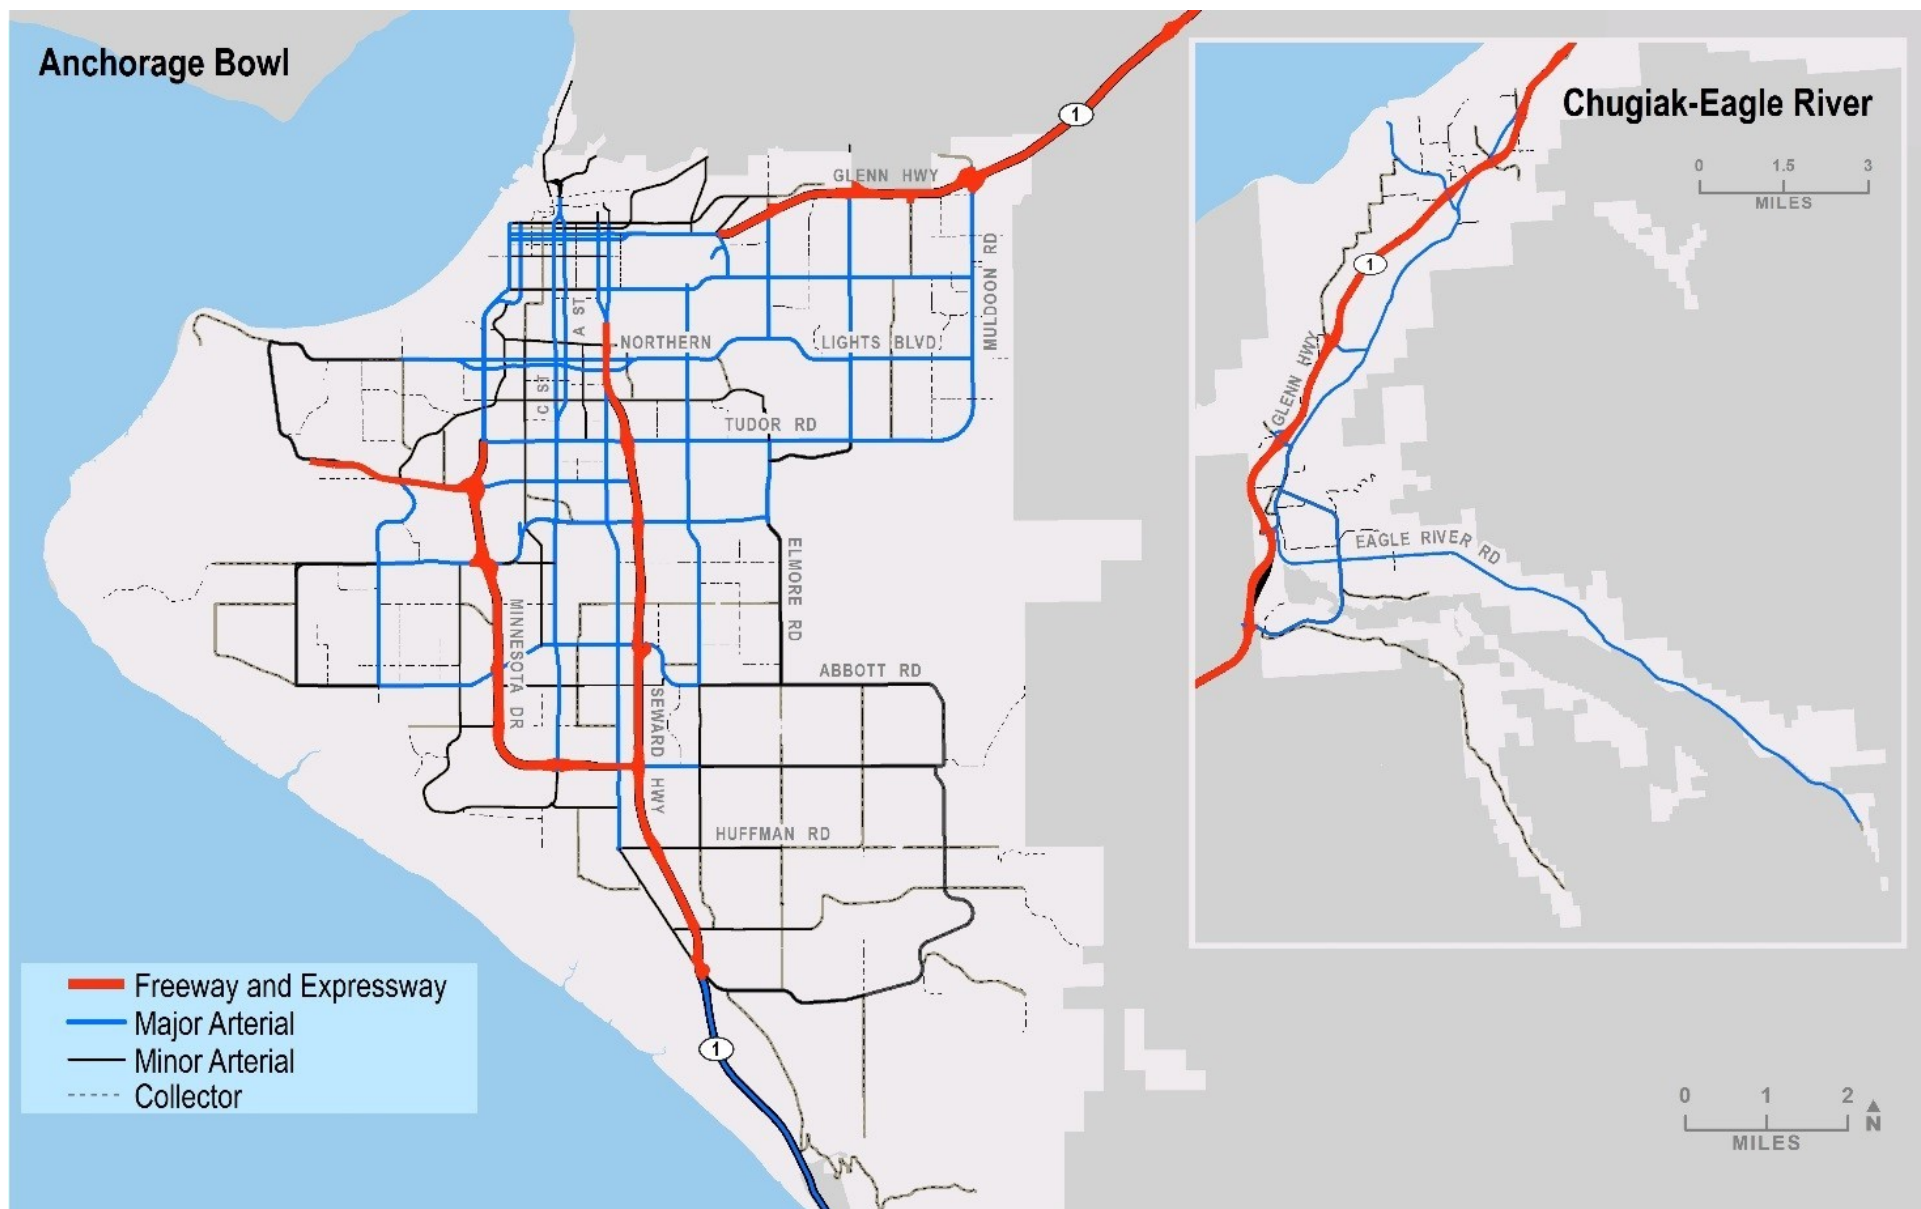 Anchorage Bowl
1
GLENN HWY
MULDOON RD
A ST
NORTHERN LIGHTS BLVD
C ST
TUDOR RD
ELMORE RD
MINNESOTA DR
ABBOTT RD
SEWARD HWY
HUFFMAN RD
1
Freeway and Expressway
Major Arterial
Minor Arterial
Collector
Chugiak-Eagle River
0 1.5 3
MILES
1
GLENN HWY
EAGLE RIVER RD
0 1 2
MILES
N